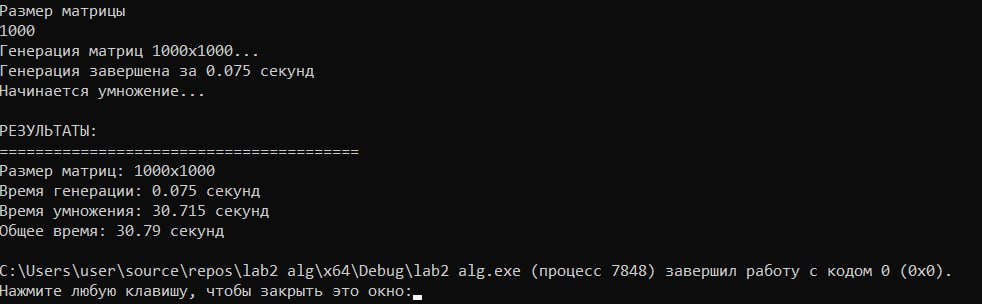 Размер матрицы
1000
Генерация матриц 1000x1000...
Генерация завершена за 0.075 секунд
Начинается умножение...
РЕЗУЛЬТАТЫ:
========================================
Размер матриц: 1000x1000
Время генерации: 0.075 секунд
Время умножения: 30.715 секунд
Общее время: 30.79 секунд
C:\Users\user\source\repos\lab2 alg\x64\Debug\lab2 alg.exe (процесс 7848) завершил работу с кодом 0 (0x0).
Нажмите любую клавишу, чтобы закрыть это окно: